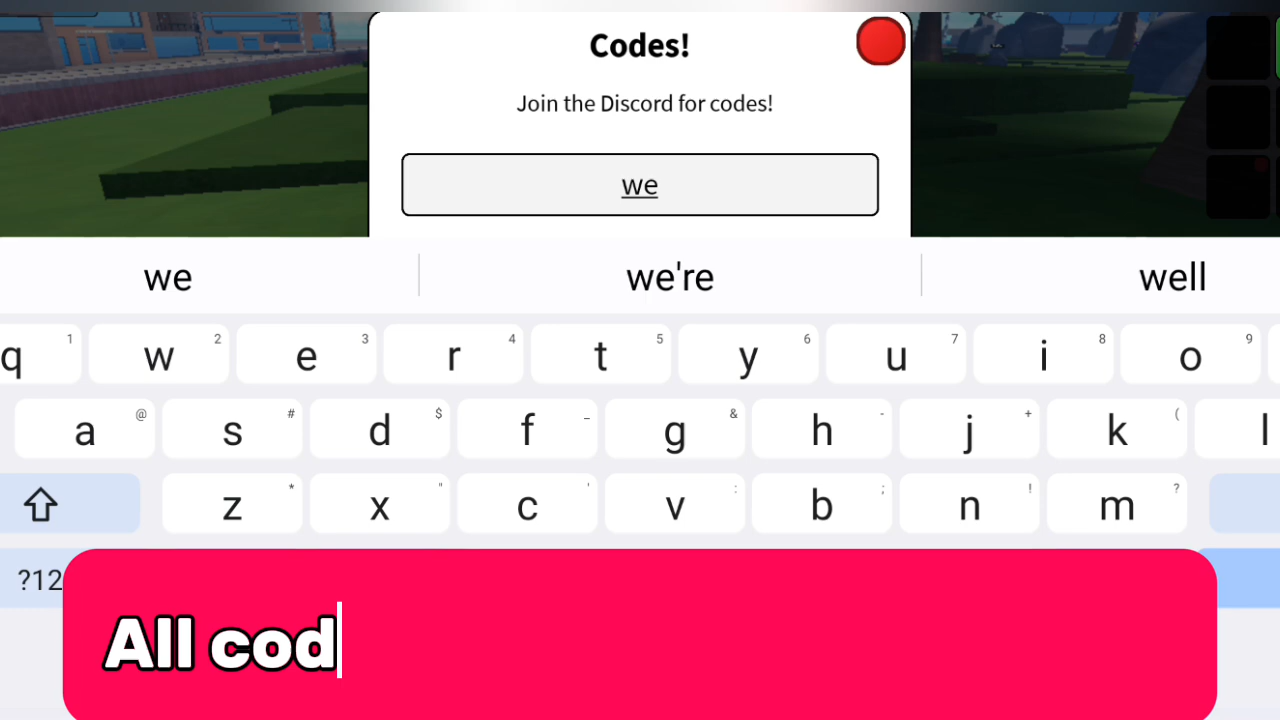 Codes!
Join the Discord for codes!
we
we we're well
q 1 w 2 e 3 r 4 t 5 y 6 u 7 i 8 o 9
a @ s # d $ f _ g & h - j + k ( l
z * x " c ' v : b ; n ! m ?
?12
All cod